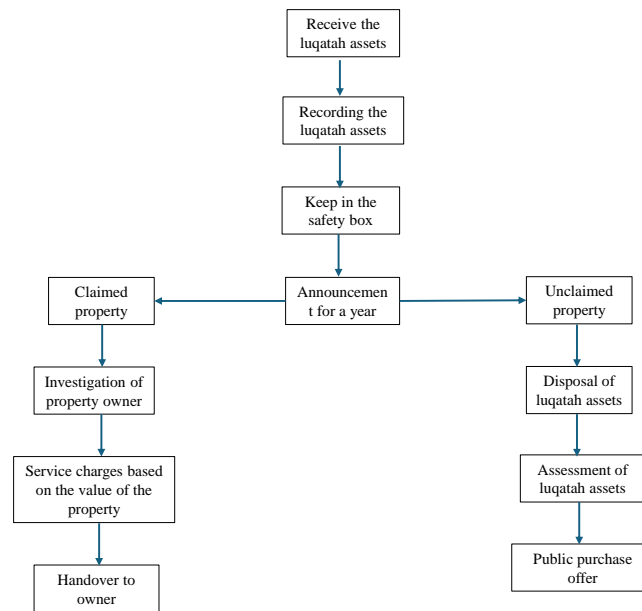 Receive the
luqatah assets
Recording the
luqatah assets
Keep in the
safety box
Announcemen
t for a year
Claimed
property
Unclaimed
property
Investigation of
property owner
Disposal of
luqatah assets
Service charges based
on the value of the
property
Assessment of
luqatah assets
Handover to
owner
Public purchase
offer